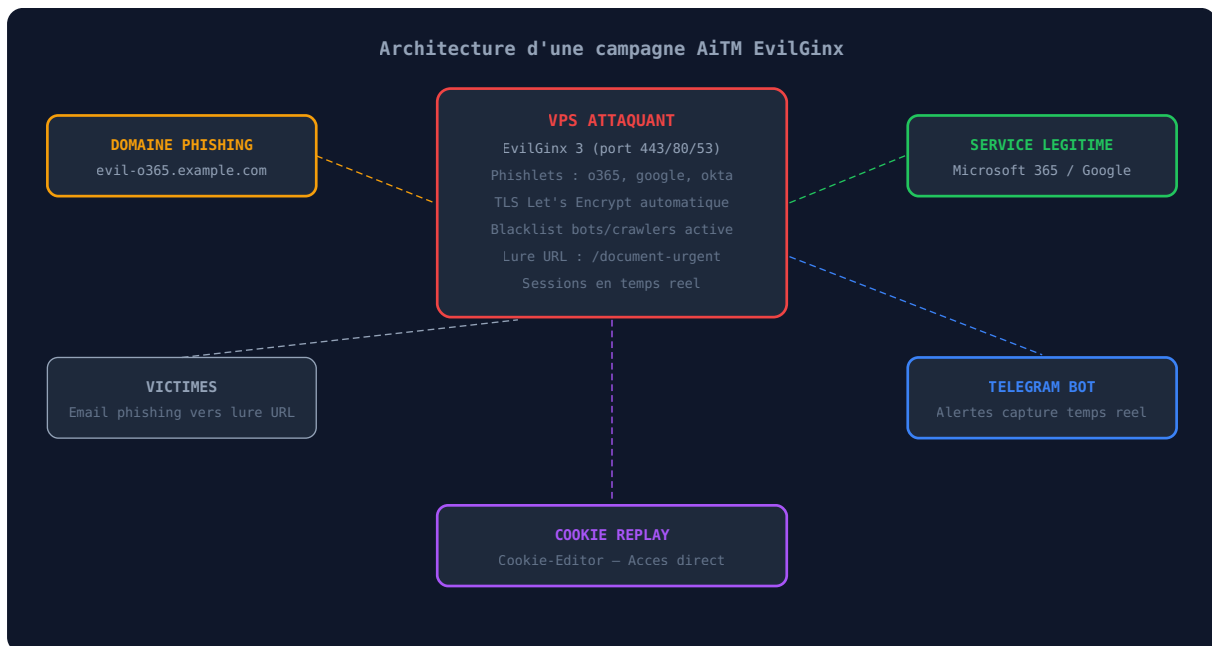 Architecture d'une campagne AiTM EvilGinx
DOMAINE PHISHING
evil-o365.example.com
VPS ATTAQUANT
EvilGinx 3 (port 443/80/53)
Phishlets : o365, google, okta
TLS Let's Encrypt automatique
Blacklist bots/crawlers active
Lure URL : /document-urgent
Sessions en temps reel
SERVICE LEGITIME
Microsoft 365 / Google
VICTIMES
Email phishing vers lure URL
TELEGRAM BOT
Alertes capture temps reel
COOKIE REPLAY
Cookie-Editor — Acces direct